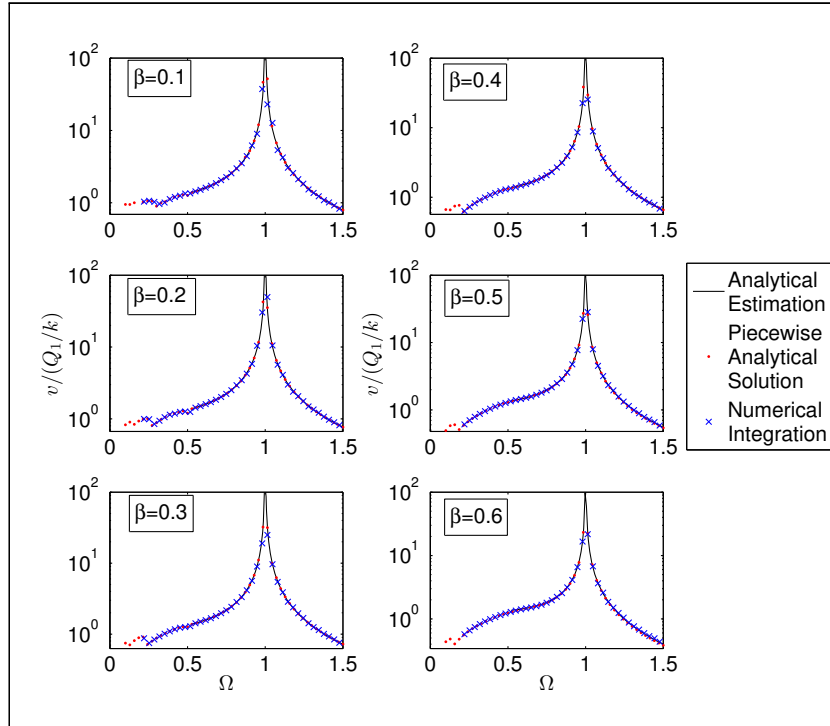 10^2
10^1
10^0
β=0.1
0
0.5
1
1.5
10^2
10^1
10^0
β=0.4
0
0.5
1
1.5
v/(Q_1/k)
10^2
10^1
10^0
β=0.2
0
0.5
1
1.5
v/(Q_1/k)
10^2
10^1
10^0
β=0.5
0
0.5
1
1.5
10^2
10^1
10^0
β=0.3
0
0.5
1
1.5
Ω
10^2
10^1
10^0
β=0.6
0
0.5
1
1.5
Ω
Analytical
Estimation
Piecewise
Analytical
Solution
Numerical
Integration